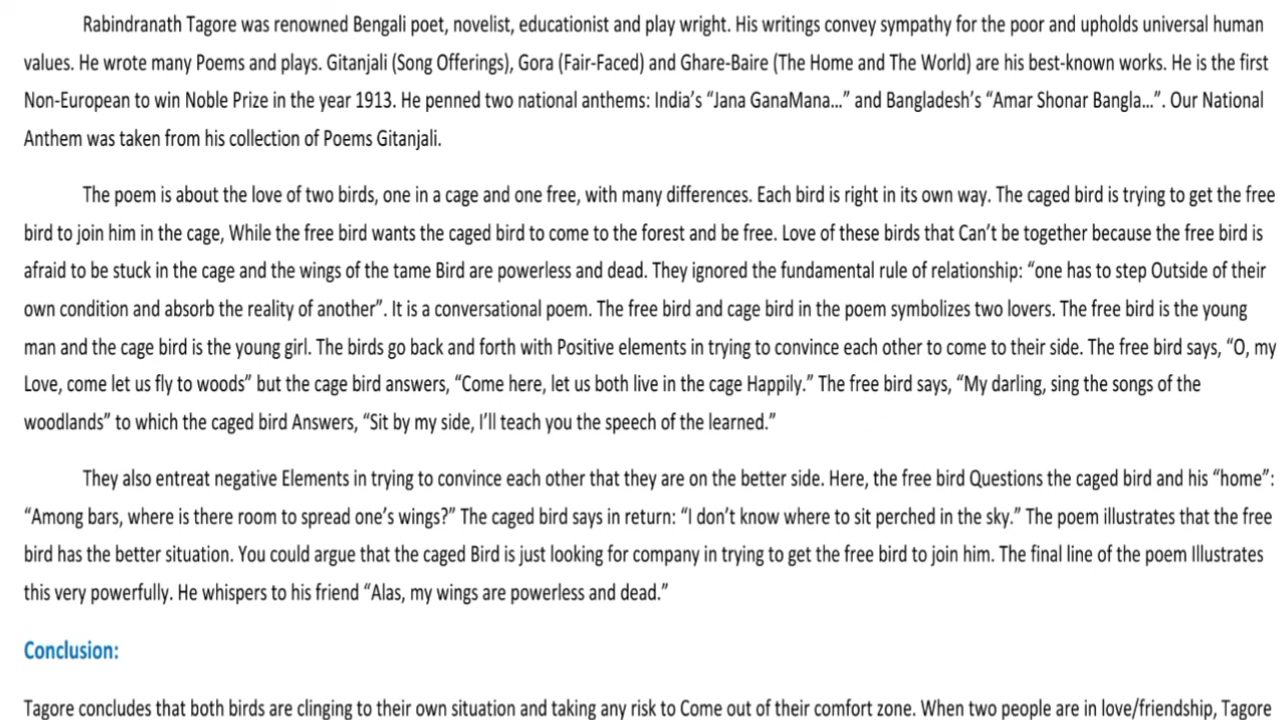 Rabindranath Tagore was renowned Bengali poet, novelist, educationist and play wright. His writings convey sympathy for the poor and upholds universal human
values. He wrote many Poems and plays. Gitanjali (Song Offerings), Gora (Fair-Faced) and Ghare-Baire (The Home and The World) are his best-known works. He is the first
Non-European to win Noble Prize in the year 1913. He penned two national anthems: India's “Jana GanaMana...” and Bangladesh's “Amar Shonar Bangla...”. Our National
Anthem was taken from his collection of Poems Gitanjali.
The poem is about the love of two birds, one in a cage and one free, with many differences. Each bird is right in its own way. The caged bird is trying to get the free
bird to join him in the cage, While the free bird wants the caged bird to come to the forest and be free. Love of these birds that Can't be together because the free bird is
afraid to be stuck in the cage and the wings of the tame Bird are powerless and dead. They ignored the fundamental rule of relationship: “one has to step Outside of their
own condition and absorb the reality of another”. It is a conversational poem. The free bird and cage bird in the poem symbolizes two lovers. The free bird is the young
man and the cage bird is the young girl. The birds go back and forth with Positive elements in trying to convince each other to come to their side. The free bird says, “O, my
Love, come let us fly to woods” but the cage bird answers, “Come here, let us both live in the cage Happily.” The free bird says, “My darling, sing the songs of the
woodlands” to which the caged bird Answers, “Sit by my side, I'll teach you the speech of the learned.”
They also entreat negative Elements in trying to convince each other that they are on the better side. Here, the free bird Questions the caged bird and his “home”:
“Among bars, where is there room to spread one's wings?” The caged bird says in return: “I don't know where to sit perched in the sky.” The poem illustrates that the free
bird has the better situation. You could argue that the caged Bird is just looking for company in trying to get the free bird to join him. The final line of the poem Illustrates
this very powerfully. He whispers to his friend “Alas, my wings are powerless and dead.”
Conclusion:
Tagore concludes that both birds are clinging to their own situation and taking any risk to Come out of their comfort zone. When two people are in love/friendship, Tagore